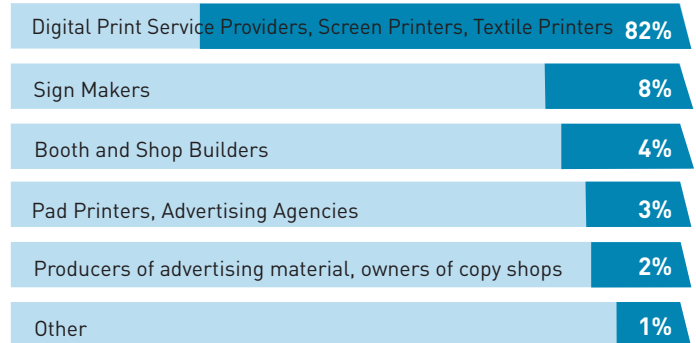 Digital Print Service Providers, Screen Printers, Textile Printers 82%
Sign Makers 8%
Booth and Shop Builders 4%
Pad Printers, Advertising Agencies 3%
Producers of advertising material, owners of copy shops 2%
Other 1%